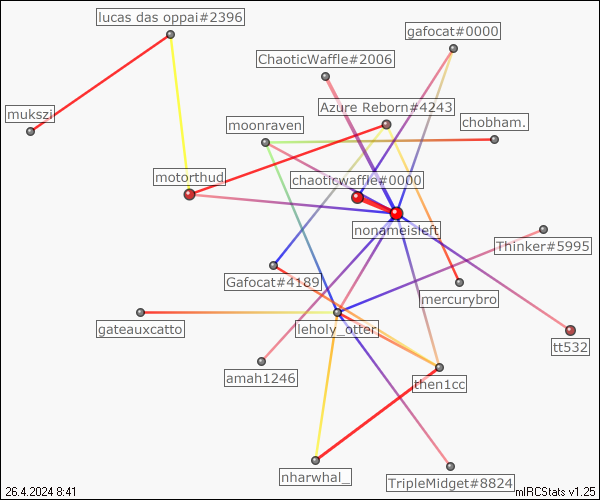 lucas das oppai#2396
gafocat#0000
ChaoticWaffle#2006
mukszi
Azure Reborn#4243
moonraven
chobham.
motorthud
chaoticwaffle#0000
nonameisleft
Thinker#5995
Gafocat#4189
mercurybro
gateauxcatto
leholy_otter
tt532
amah1246
then1cc
nharwhal_
TripleMidget#8824
26.4.2024 8:41
mIRCStats v1.25